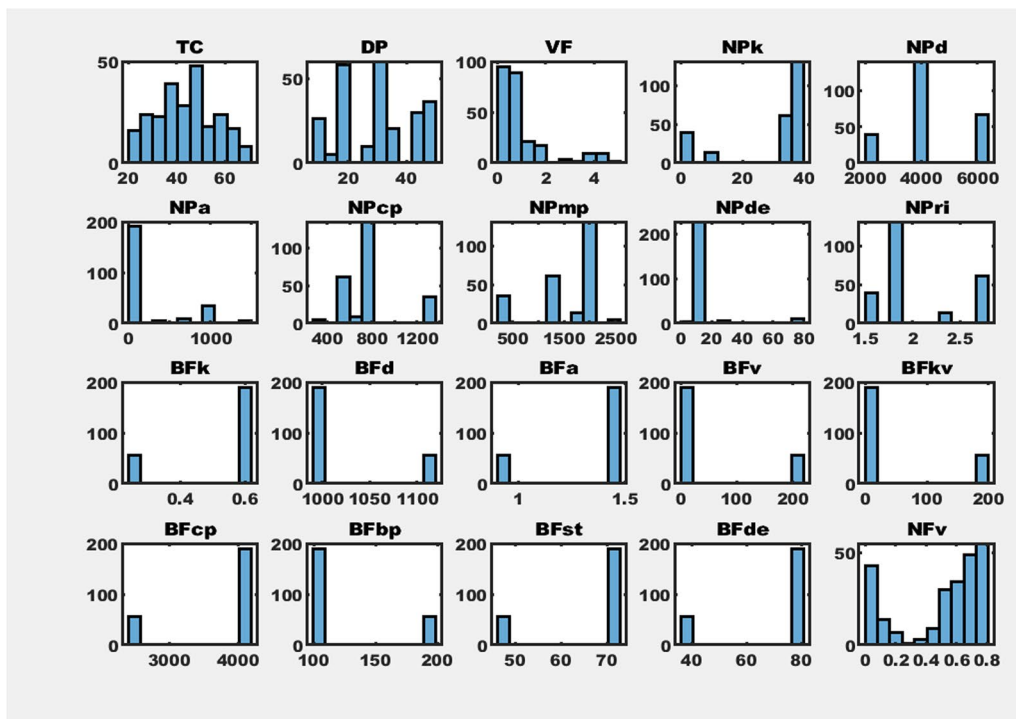 TC DP VF NPk NPd
50 50 100 100 100
0 0 50 50 50
20 40 60 0 20 40 0 0 0
0 2 4 0 20 40 2000 4000 6000
NPa NPcp NPmp NPde NPri
200 100 100 200 100
100 50 50 100 50
0 0 0 0 0
0 1000 400 800 1200 500 1500 2500 0 20 40 60 80 1.5 2 2.5
BFk BFd BFa BFv BFkv
200 200 200 200 200
100 100 100 100 100
0 0 0 0 0
0.4 0.6 1000 1050 1100 1 1.5 0 100 200 0 100 200
BFcp BFbp BFst BFde NFv
200 200 200 200 50
100 100 100 100
0 0 0 0 0
3000 4000 100 150 200 50 60 70 40 60 80 0 0.2 0.4 0.6 0.8